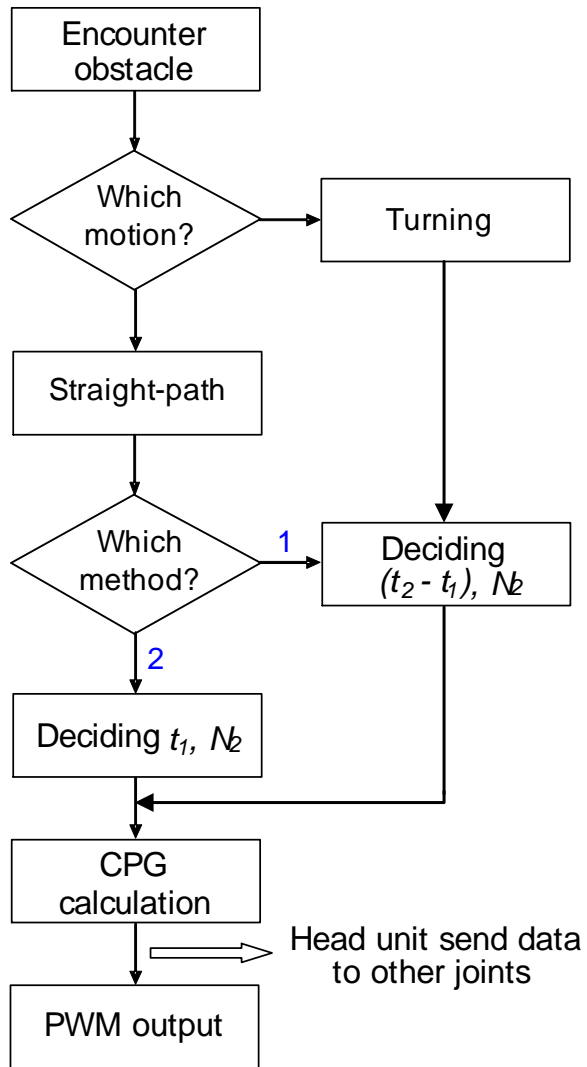 Encounter
obstacle
Which
motion?
Turning
Straight-path
Which
method?
1
Deciding
(t₂ - t₁), N₂
2
Deciding t₁, N₂
CPG
calculation
Head unit send data
to other joints
PWM output